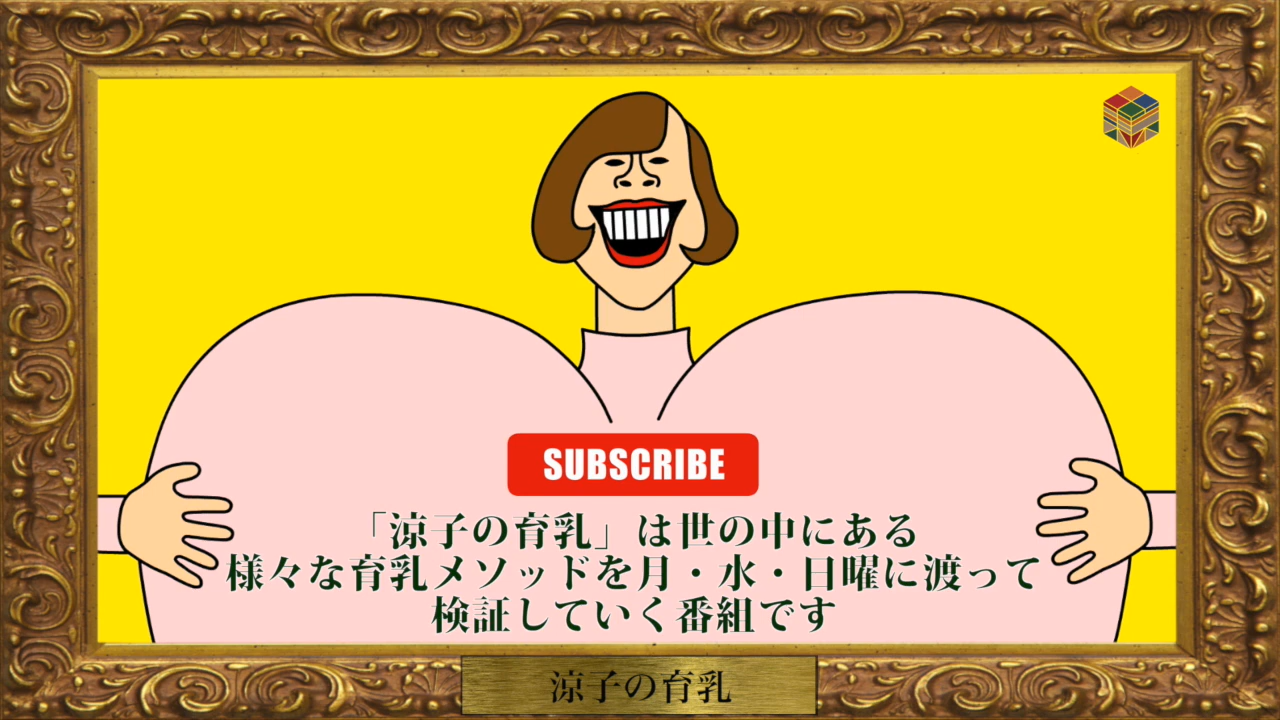 SUBSCRIBE
「涼子の育乳」は世の中にある
様々な育乳メソッドを月・水・日曜に渡って
検証していく番組です
涼子の育乳